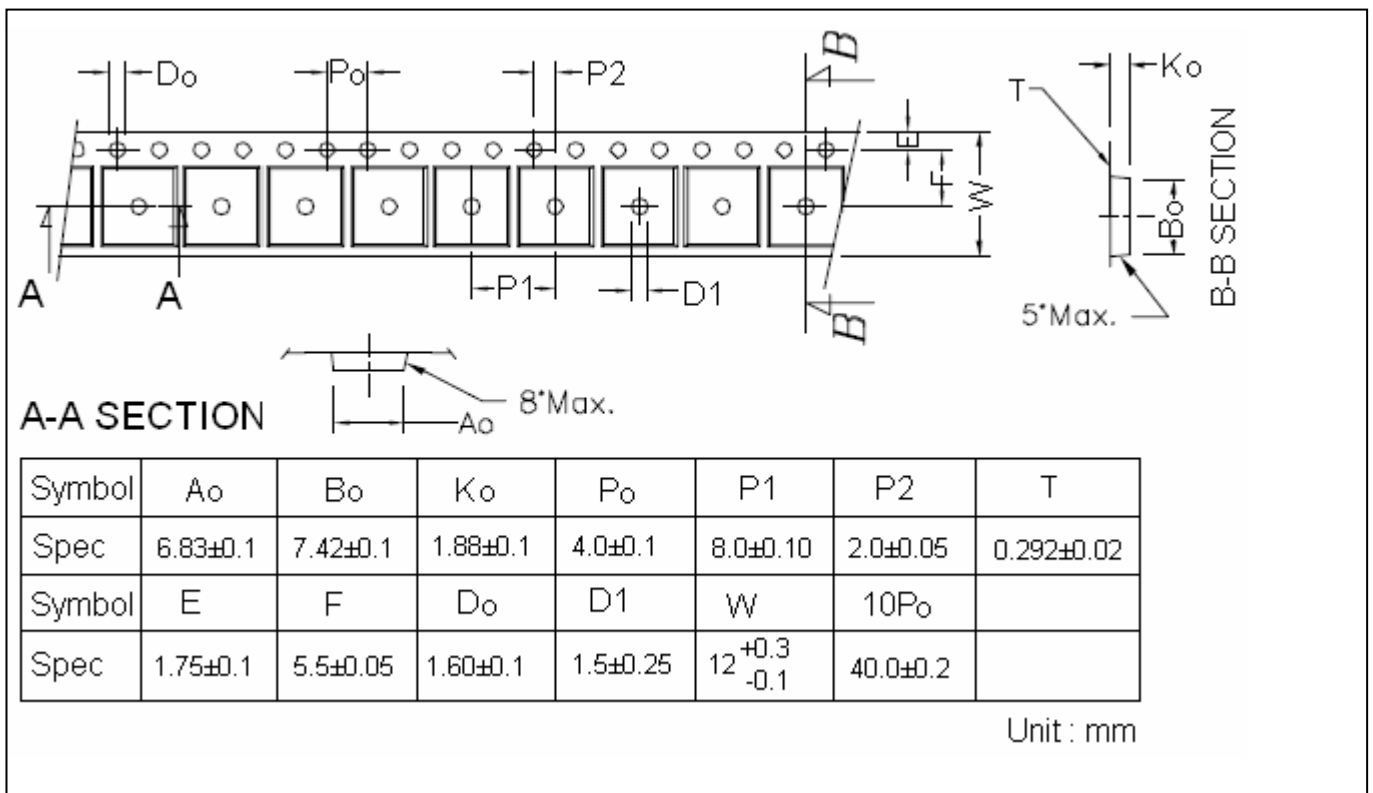 Do Po P2 B Ko
T
E
F
W
Bo
B-B SECTION
A A P1 D1 B
5°Max.
8°Max.
A-A SECTION
Ao
Symbol Ao Bo Ko Po P1 P2 T
Spec 6.83±0.1 7.42±0.1 1.88±0.1 4.0±0.1 8.0±0.10 2.0±0.05 0.292±0.02
Symbol E F Do D1 W 10Po
Spec 1.75±0.1 5.5±0.05 1.60±0.1 1.5±0.25 12 +0.3 -0.1 40.0±0.2
Unit : mm